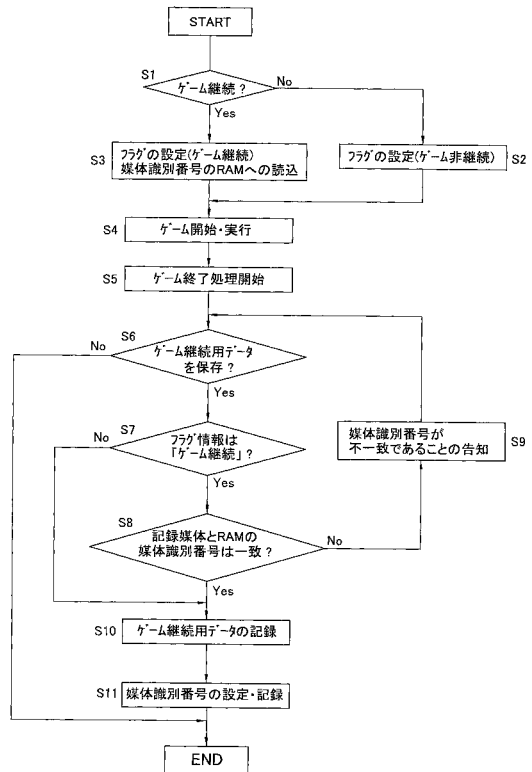 START
S1
ゲーム継続？
No
Yes
S3
フラグの設定(ゲーム継続)
媒体識別番号のRAMへの読込
フラグの設定(ゲーム非継続)
S2
S4
ゲーム開始・実行
S5
ゲーム終了処理開始
No
S6
ゲーム継続用データ
を保存？
Yes
No
S7
フラグ情報は
「ゲーム継続」？
Yes
媒体識別番号が
不一致であることの告知
S9
S8
記録媒体とRAMの
媒体識別番号は一致？
No
Yes
S10
ゲーム継続用データの記録
S11
媒体識別番号の設定・記録
END